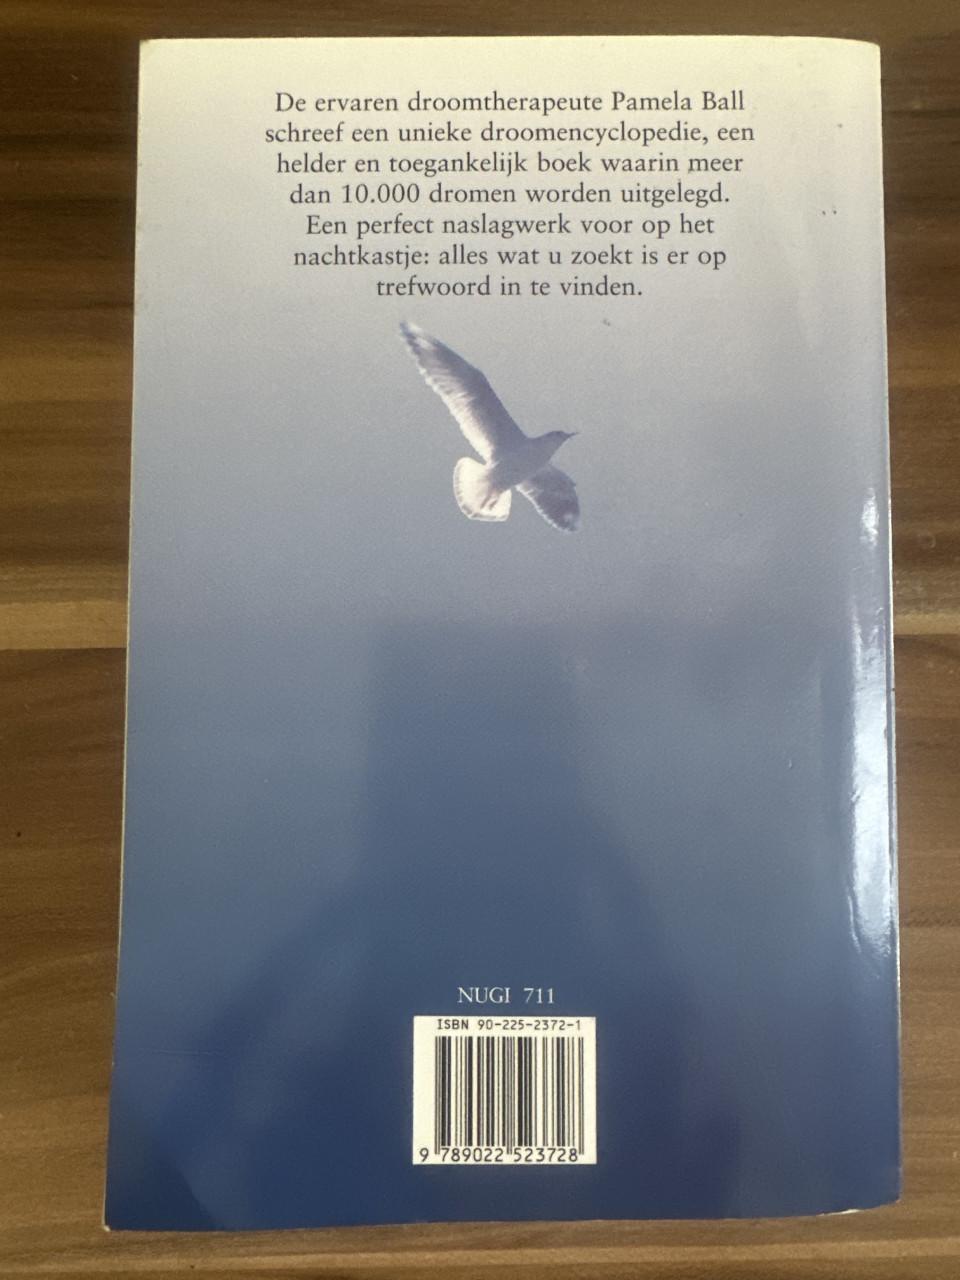 De ervaren droomtherapeute Pamela Ball
schreef een unieke droomencyclopedie, een
helder en toegankelijk boek waarin meer
dan 10.000 dromen worden uitgelegd.
Een perfect naslagwerk voor op het
nachtkastje: alles wat u zoekt is er op
trefwoord in te vinden.
NUGI 711
ISBN 90-225-2372-1
9 789022 523728